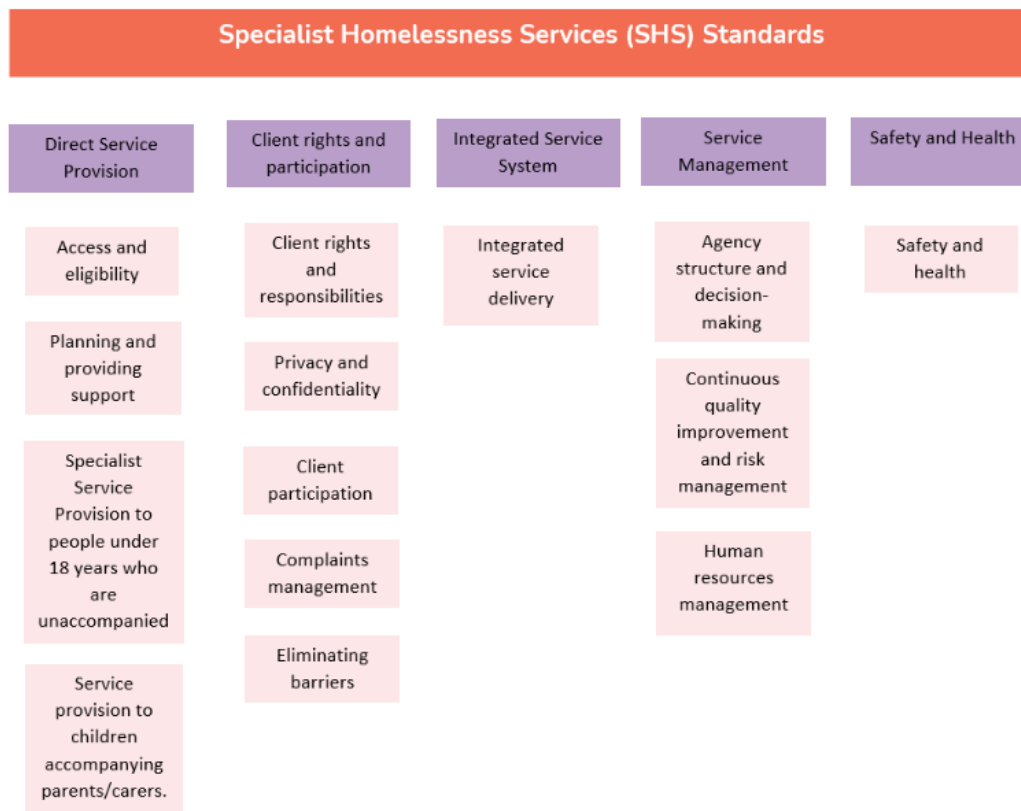 Specialist Homelessness Services (SHS) Standards
Direct Service
Provision
Access and
eligibility
Planning and
providing
support
Specialist
Service
Provision to
people under
18 years who
are
unaccompanied
Service
provision to
children
accompanying
parents/carers.
Client rights and
participation
Client rights
and
responsibilities
Privacy and
confidentiality
Client
participation
Complaints
management
Eliminating
barriers
Integrated Service
System
Integrated
service
delivery
Service
Management
Agency
structure and
decision-
making
Continuous
quality
improvement
and risk
management
Human
resources
management
Safety and Health
Safety and
health